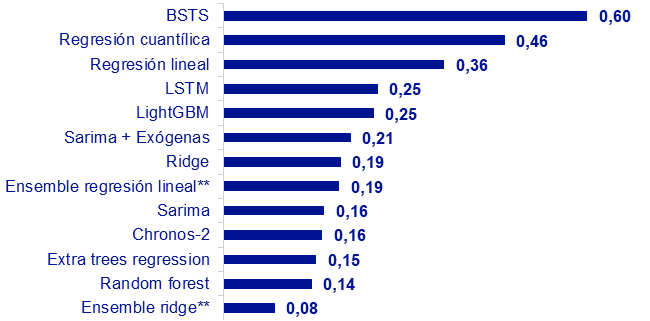 BSTS 0,60
Regresión cuantílica 0,46
Regresión lineal 0,36
LSTM 0,25
LightGBM 0,25
Sarima + Exógenas 0,21
Ridge 0,19
Ensemble regresión lineal** 0,19
Sarima 0,16
Chronos-2 0,16
Extra trees regression 0,15
Random forest 0,14
Ensemble ridge** 0,08